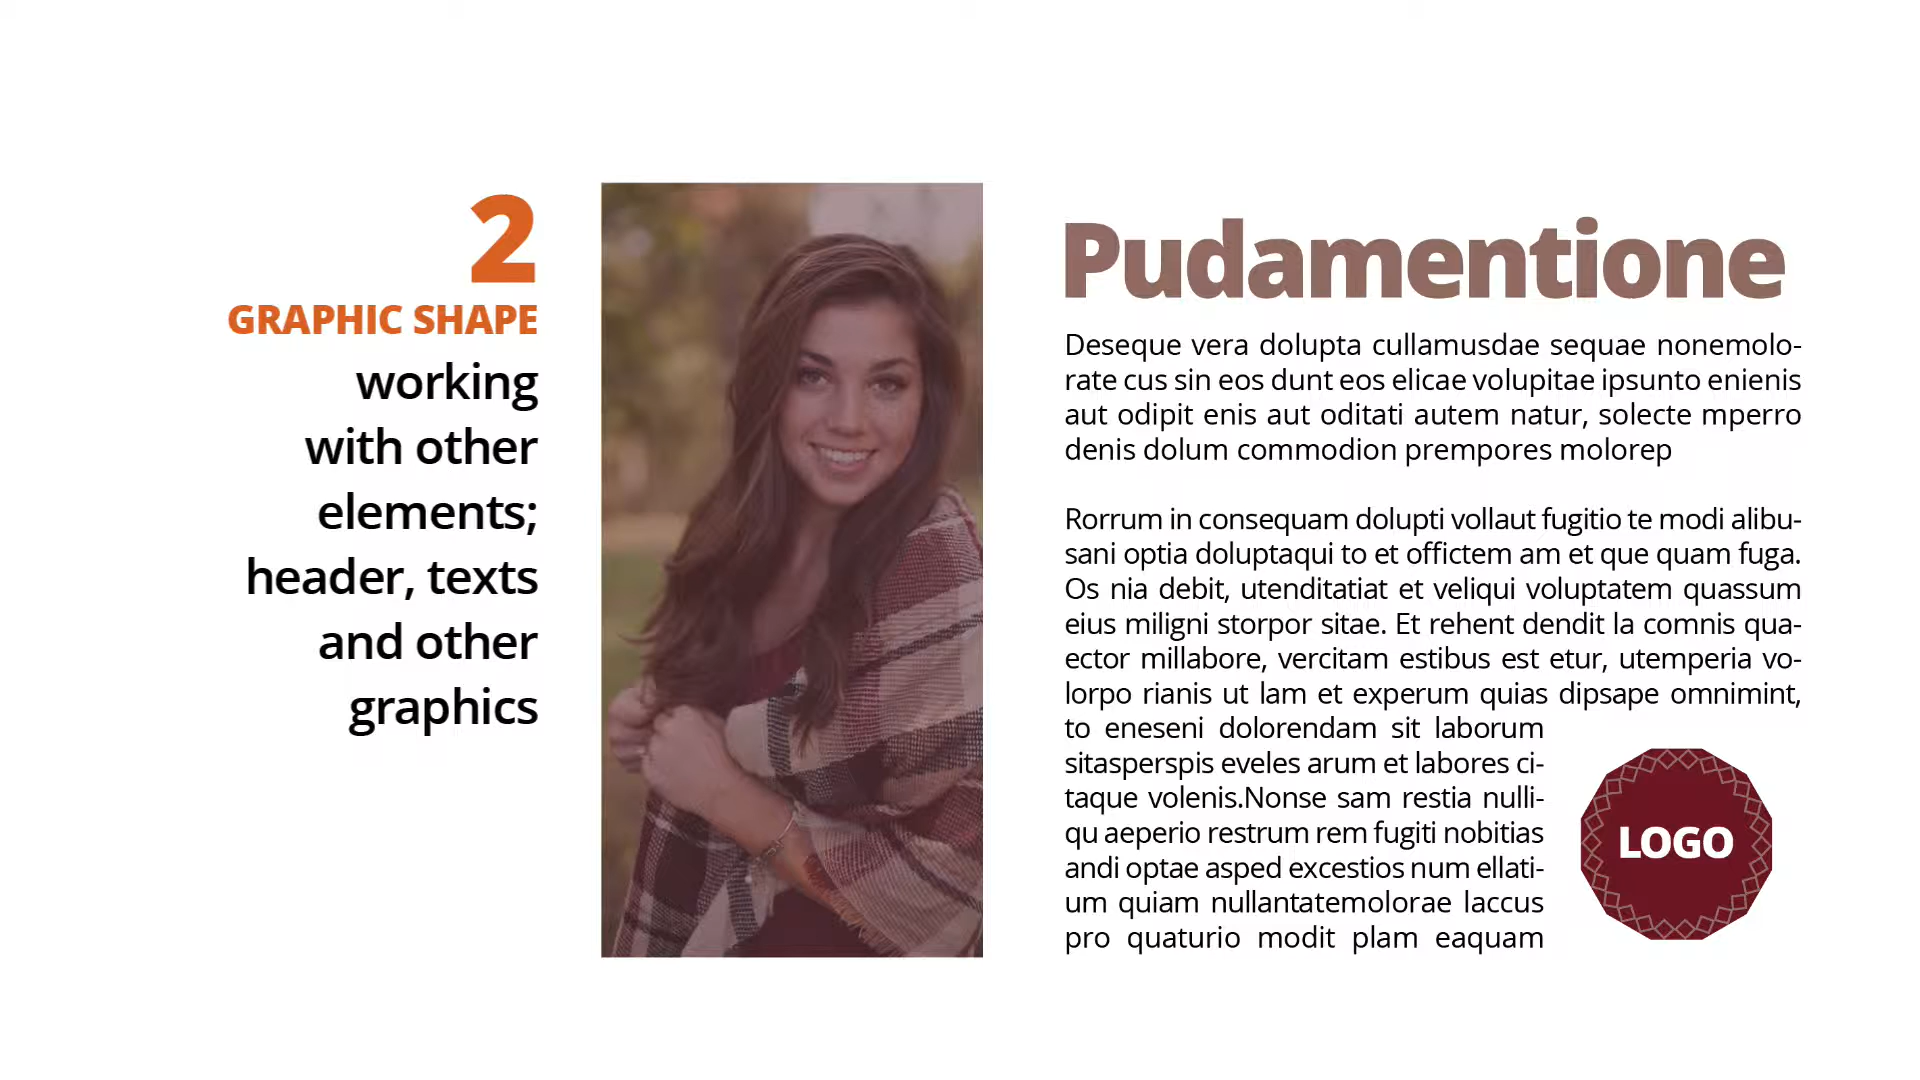 2
GRAPHIC SHAPE
working
with other
elements;
header, texts
and other
graphics
Pudamentione
Deseque vera dolupta cullamusdae sequae nonemolo-
rate cus sin eos dunt eos elicae volupitae ipsunto enienis
aut odipit enis aut oditati autem natur, solecte mperro
denis dolum commodion prempores molorep
Rorrum in consequam dolupti vollaut fugitio te modi alibu-
sani optia doluptaqui to et offictem am et que quam fuga.
Os nia debit, utenditatiat et veliqui voluptatem quassum
eius miligni storpor sitae. Et rehent dendit la comnis qua-
ector millabore, vercitam estibus est etur, utemperia vo-
lorpo rianis ut lam et experum quias dipsape omnimint,
to eneseni dolorendam sit laborum
sitasperspis eveles arum et labores ci-
taque volenis.Nonse sam restia nulli-
qu aeperio restrum rem fugiti nobitias
andi optae asped excestios num ellati-
um quiam nullantatemolorae laccus
pro quaturio modit plam eaquam
LOGO